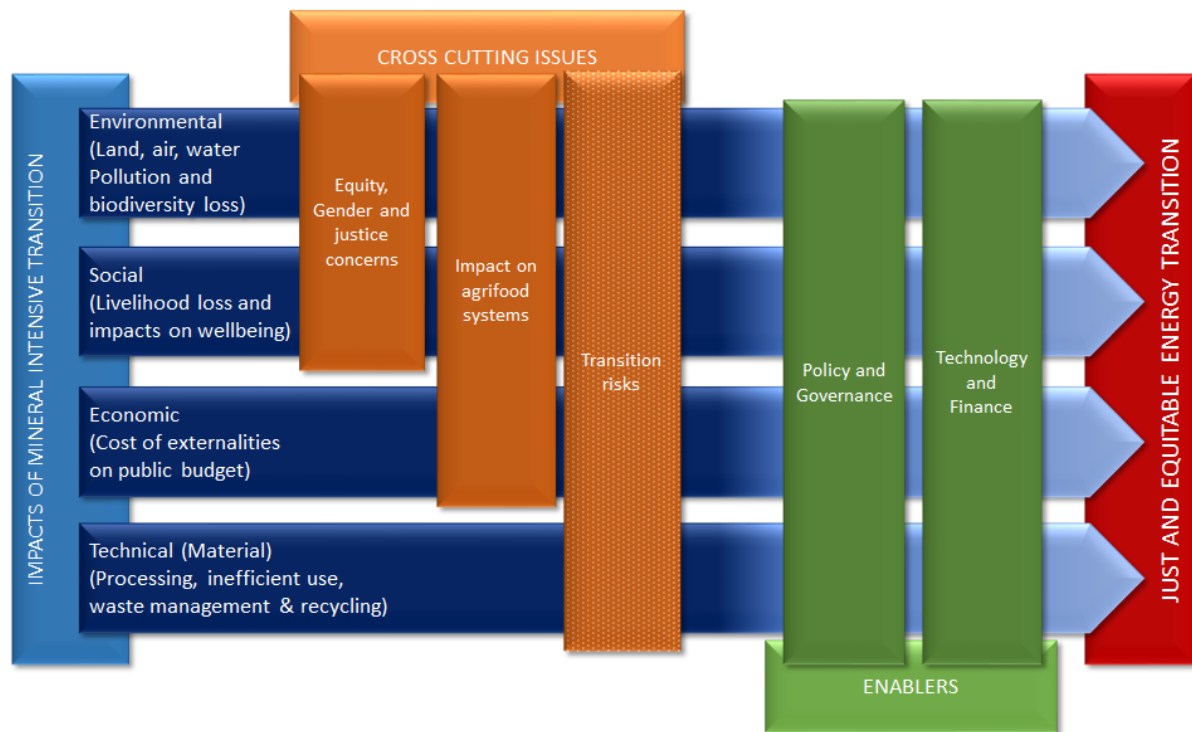 CROSS CUTTING ISSUES
IMPACTS OF MINERAL INTENSIVE TRANSITION
Environmental
(Land, air, water
Pollution and
biodiversity loss)
Social
(Livelihood loss and
impacts on wellbeing)
Economic
(Cost of externalities
on public budget)
Technical (Material)
(Processing, inefficient use,
waste management & recycling)
Equity,
Gender and
justice
concerns
Impact on
agrifood
systems
Transition
risks
Policy and
Governance
Technology
and
Finance
ENABLERS
JUST AND EQUITABLE ENERGY TRANSITION